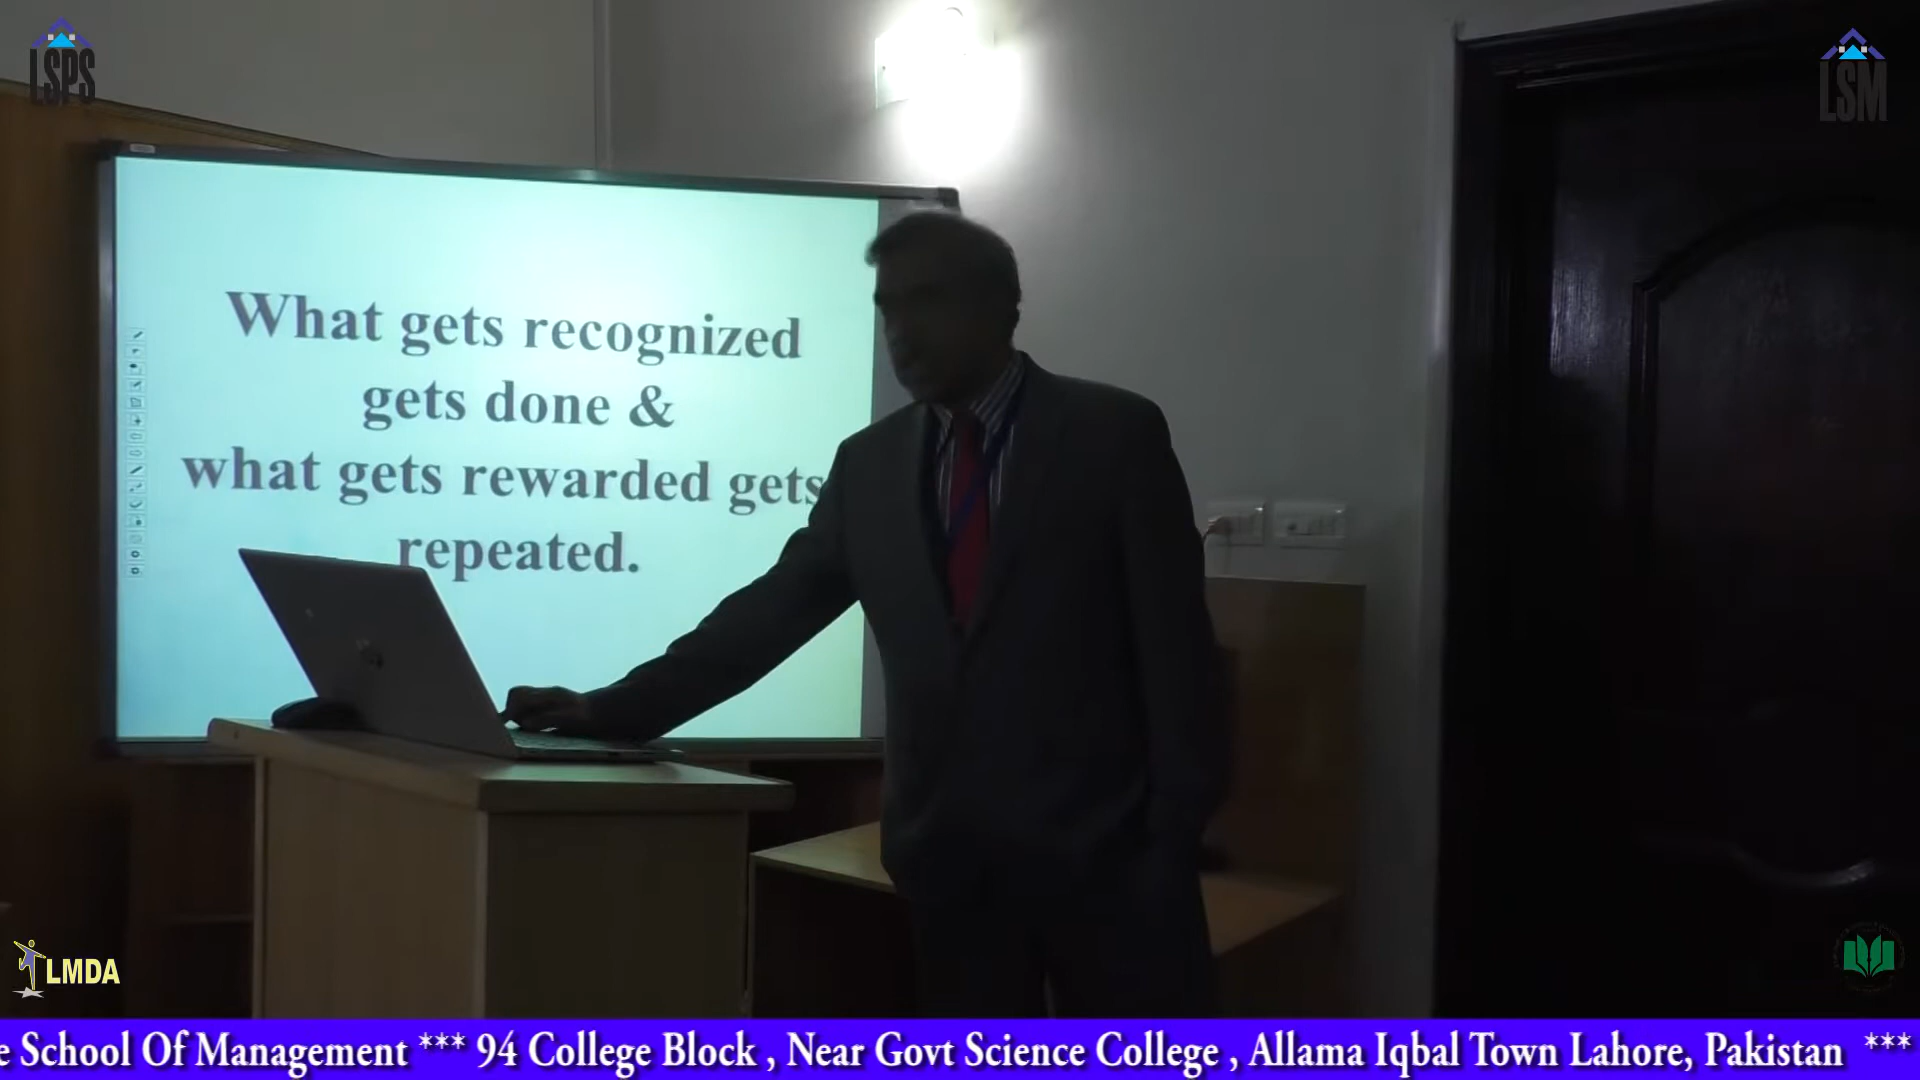 LSPS
LSM
What gets recognized
gets done &
what gets rewarded gets
repeated.
LMDA
e School Of Management *** 94 College Block , Near Govt Science College , Allama Iqbal Town Lahore, Pakistan ***